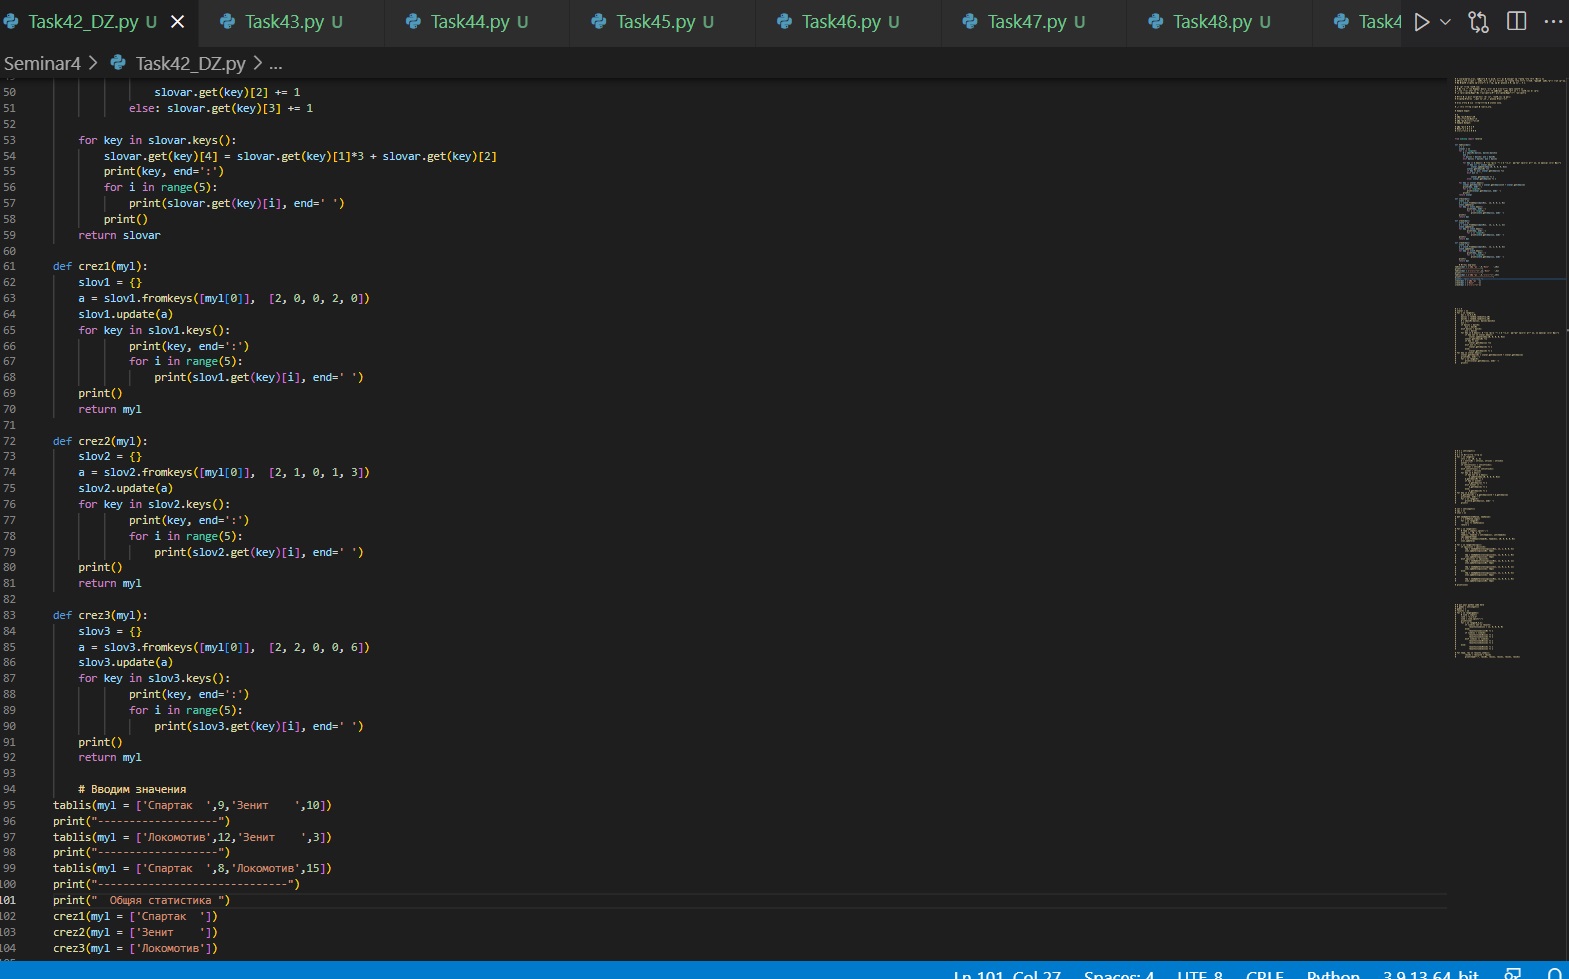 Task42_DZ.py U Task43.py U Task44.py U Task45.py U Task46.py U Task47.py U Task48.py U Task4
Seminar4 > Task42_DZ.py > ...
50 slovar.get(key)[2] += 1
51 else: slovar.get(key)[3] += 1
52
53 for key in slovar.keys():
54 slovar.get(key)[4] = slovar.get(key)[1]*3 + slovar.get(key)[2]
55 print(key, end=':')
56 for i in range(5):
57 print(slovar.get(key)[i], end=' ')
58 print()
59 return slovar
60
61 def crez1(myl):
62 slov1 = {}
63 a = slov1.fromkeys([myl[0]], [2, 0, 0, 2, 0])
64 slov1.update(a)
65 for key in slov1.keys():
66 print(key, end=':')
67 for i in range(5):
68 print(slov1.get(key)[i], end=' ')
69 print()
70 return myl
71
72 def crez2(myl):
73 slov2 = {}
74 a = slov2.fromkeys([myl[0]], [2, 1, 0, 1, 3])
75 slov2.update(a)
76 for key in slov2.keys():
77 print(key, end=':')
78 for i in range(5):
79 print(slov2.get(key)[i], end=' ')
80 print()
81 return myl
82
83 def crez3(myl):
84 slov3 = {}
85 a = slov3.fromkeys([myl[0]], [2, 2, 0, 0, 6])
86 slov3.update(a)
87 for key in slov3.keys():
88 print(key, end=':')
89 for i in range(5):
90 print(slov3.get(key)[i], end=' ')
91 print()
92 return myl
93
94 # Вводим значения
95 tablis(myl = ['Спартак  ',9,'Зенит    ',10])
96 print("-------------------")
97 tablis(myl = ['Локомотив',12,'Зенит    ',3])
98 print("-------------------")
99 tablis(myl = ['Спартак  ',8,'Локомотив',15])
100 print("------------------------------")
101 print("  Общяя статистика ")
102 crez1(myl = ['Спартак  '])
103 crez2(myl = ['Зенит    '])
104 crez3(myl = ['Локомотив'])
Ln 101, Col 27 Spaces: 4 UTF-8 CRLF Python 3.9.13 64-bit